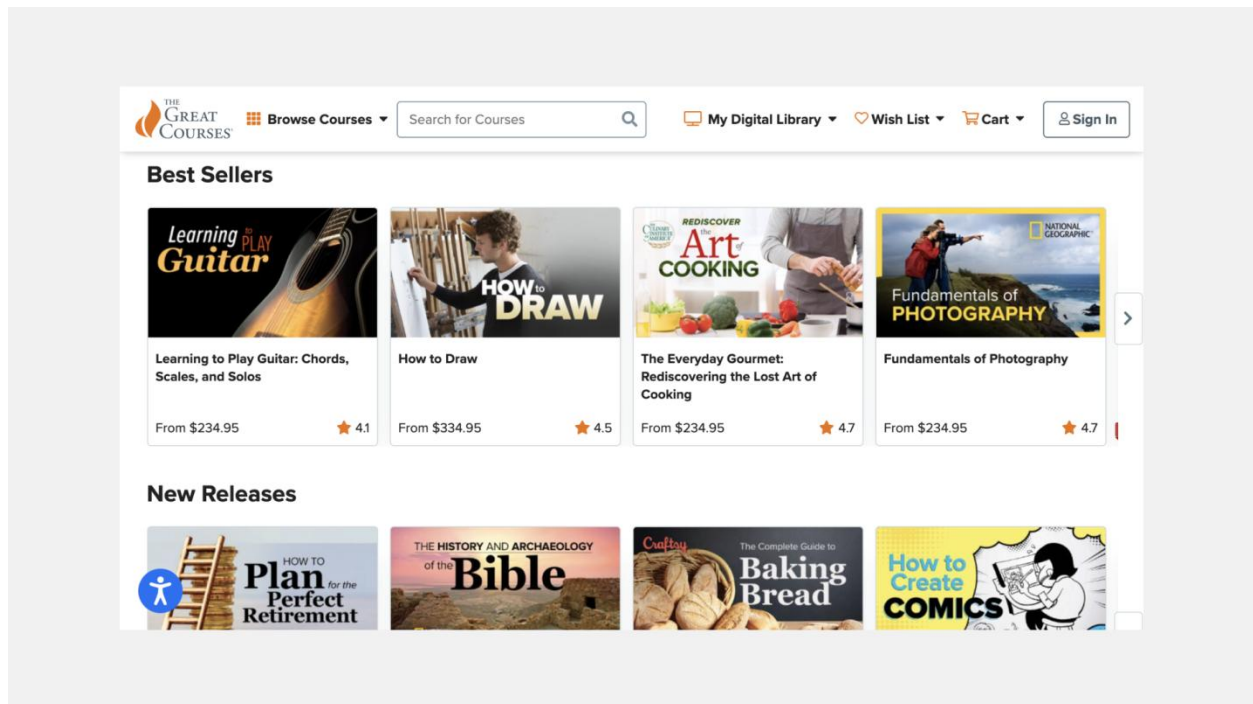 THE
GREAT
COURSES®
Browse Courses
Search for Courses
My Digital Library
Wish List
Cart
Sign In
Best Sellers
Learning to PLAY
Guitar
HOW to
DRAW
REDISCOVER
the
Art of
COOKING
NATIONAL
GEOGRAPHIC
Fundamentals of
PHOTOGRAPHY
Learning to Play Guitar: Chords,
Scales, and Solos
How to Draw
The Everyday Gourmet:
Rediscovering the Lost Art of
Cooking
Fundamentals of Photography
From $234.95
4.1
From $334.95
4.5
From $234.95
4.7
From $234.95
4.7
New Releases
HOW TO
Plan for the
Perfect
Retirement
THE HISTORY AND ARCHAEOLOGY
of the Bible
Craftsy
The Complete Guide to
Baking
Bread
How to
Create
COMICS